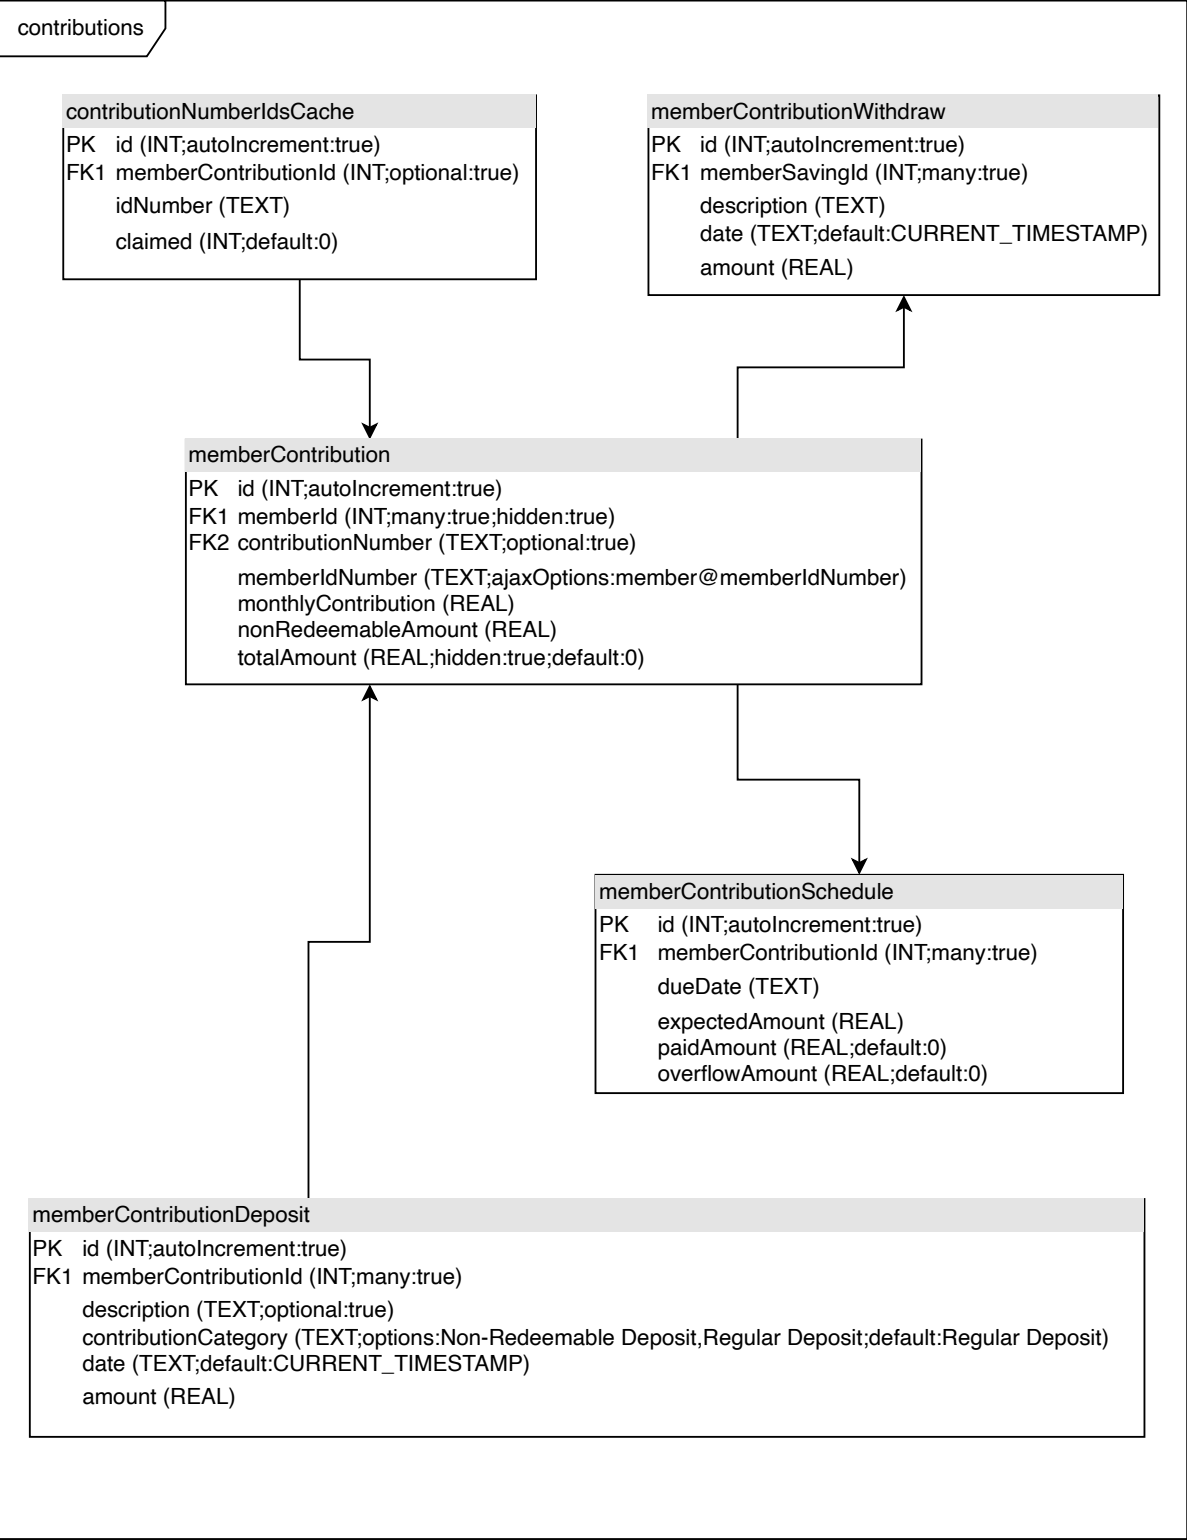 contributions
contributionNumberIdsCache
PK id (INT;autoIncrement:true)
FK1 memberContributionId (INT;optional:true)
idNumber (TEXT)
claimed (INT;default:0)
memberContributionWithdraw
PK id (INT;autoIncrement:true)
FK1 memberSavingId (INT;many:true)
description (TEXT)
date (TEXT;default:CURRENT_TIMESTAMP)
amount (REAL)
memberContribution
PK id (INT;autoIncrement:true)
FK1 memberId (INT;many:true;hidden:true)
FK2 contributionNumber (TEXT;optional:true)
memberIdNumber (TEXT;ajaxOptions:member@memberIdNumber)
monthlyContribution (REAL)
nonRedeemableAmount (REAL)
totalAmount (REAL;hidden:true;default:0)
memberContributionSchedule
PK id (INT;autoIncrement:true)
FK1 memberContributionId (INT;many:true)
dueDate (TEXT)
expectedAmount (REAL)
paidAmount (REAL;default:0)
overflowAmount (REAL;default:0)
memberContributionDeposit
PK id (INT;autoIncrement:true)
FK1 memberContributionId (INT;many:true)
description (TEXT;optional:true)
contributionCategory (TEXT;options:Non-Redeemable Deposit,Regular Deposit;default:Regular Deposit)
date (TEXT;default:CURRENT_TIMESTAMP)
amount (REAL)